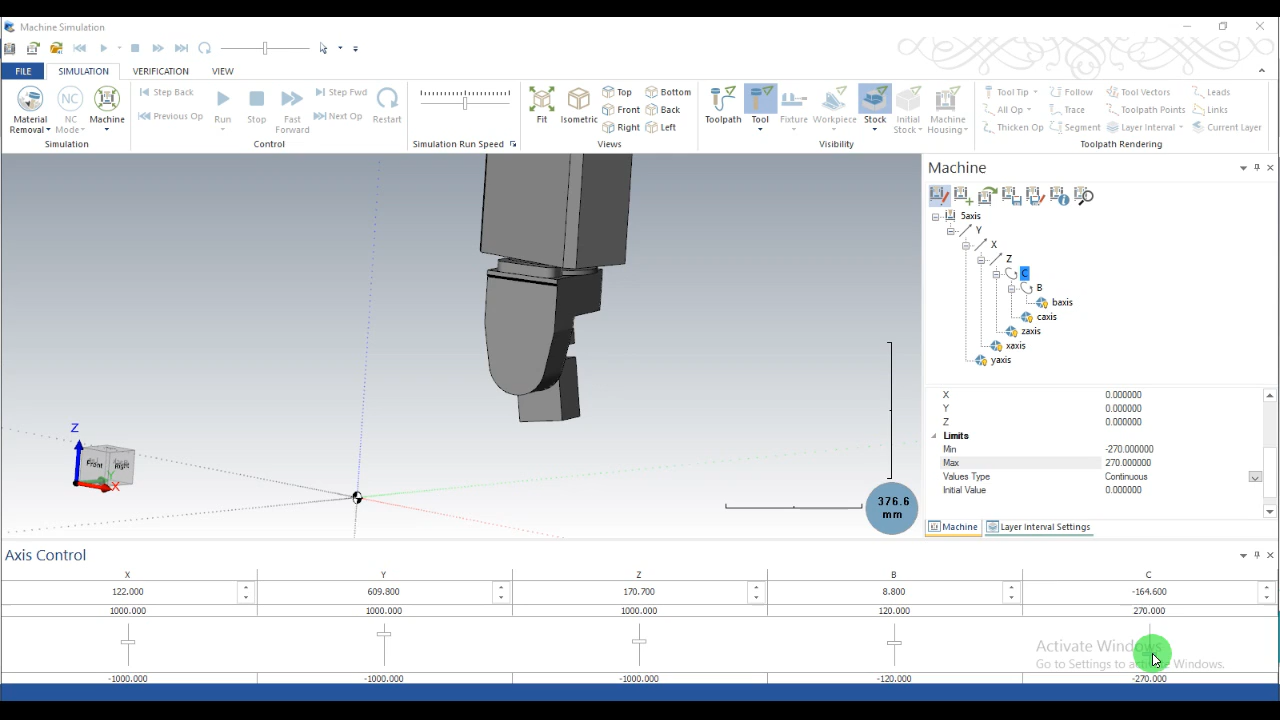 Machine Simulation
FILE SIMULATION VERIFICATION VIEW
Material Removal NC Mode Machine
Step Back
Previous Op
Run Stop Fast Forward
Step Fwd
Next Op
Restart
Fit Isometric
Top Bottom
Front Back
Right Left
Toolpath Tool Fixture Workpiece Stock Initial Stock Machine Housing
Tool Tip Follow Tool Vectors Leads
All Op Trace Toolpath Points Links
Thicken Op Segment Layer Interval Current Layer
Simulation Control Simulation Run Speed Views Visibility Toolpath Rendering
Machine
5axis
Y
X
Z
C
B
baxis
caxis
zaxis
xaxis
yaxis
X 0.000000
Y 0.000000
Z 0.000000
Limits
Min -270.000000
Max 270.000000
Values Type Continuous
Initial Value 0.000000
Machine Layer Interval Settings
Z
Front Right
Y
X
376.6
mm
Axis Control
X Y Z B C
122.000 609.800 170.700 8.800 -164.600
1000.000 1000.000 1000.000 120.000 270.000
Activate Windows
Go to Settings to activate Windows.
-1000.000 -1000.000 -1000.000 -120.000 -270.000